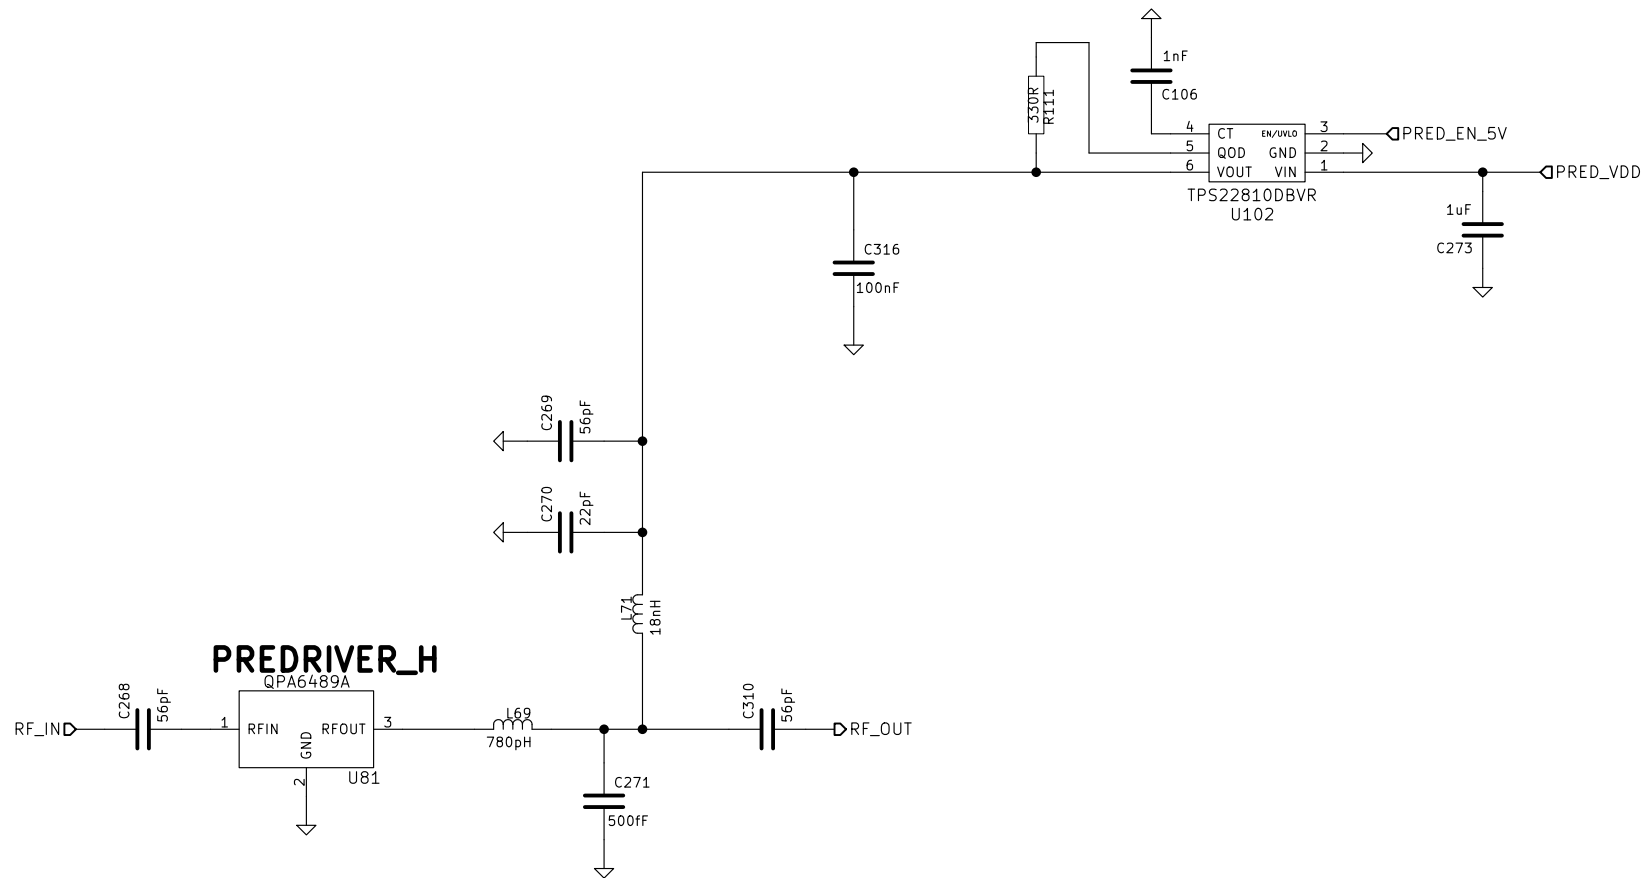 1nF
C106
330R
R111
4
CT
EN/UVLO
3
PRED_EN_5V
5
QOD
GND
2
6
VOUT
VIN
1
PRED_VDD
TPS22810DBVR
U102
1uF
C273
C316
100nF
C269
56pF
C270
22pF
L71
18nH
PREDRIVER_H
QPA6489A
C268
56pF
RF_IN
1
RFIN
RFOUT
3
GND
2
U81
L69
780pH
C310
56pF
RF_OUT
C271
500fF